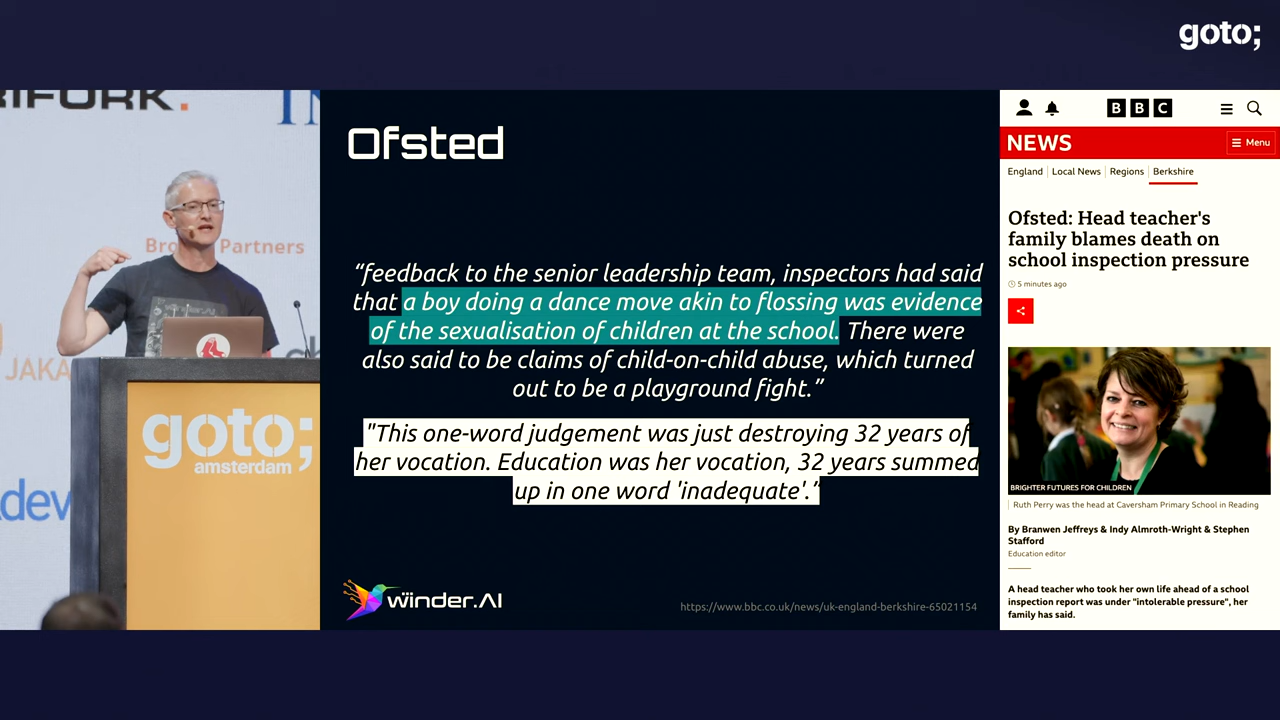 goto;
RIFORK.
Bro Partners
JAKA
goto;
amsterdam
dev
Ofsted
“feedback to the senior leadership team, inspectors had said
that a boy doing a dance move akin to flossing was evidence
of the sexualisation of children at the school. There were
also said to be claims of child-on-child abuse, which turned
out to be a playground fight.”
"This one-word judgement was just destroying 32 years of
her vocation. Education was her vocation, 32 years summed
up in one word 'inadequate'.”
winder.AI
https://www.bbc.co.uk/news/uk-england-berkshire-65021154
BBC
NEWS
Menu
England Local News Regions Berkshire
Ofsted: Head teacher's
family blames death on
school inspection pressure
5 minutes ago
BRIGHTER FUTURES FOR CHILDREN
Ruth Perry was the head at Caversham Primary School in Reading
By Branwen Jeffreys & Indy Almroth-Wright & Stephen
Stafford
Education editor
A head teacher who took her own life ahead of a school
inspection report was under "intolerable pressure", her
family has said.